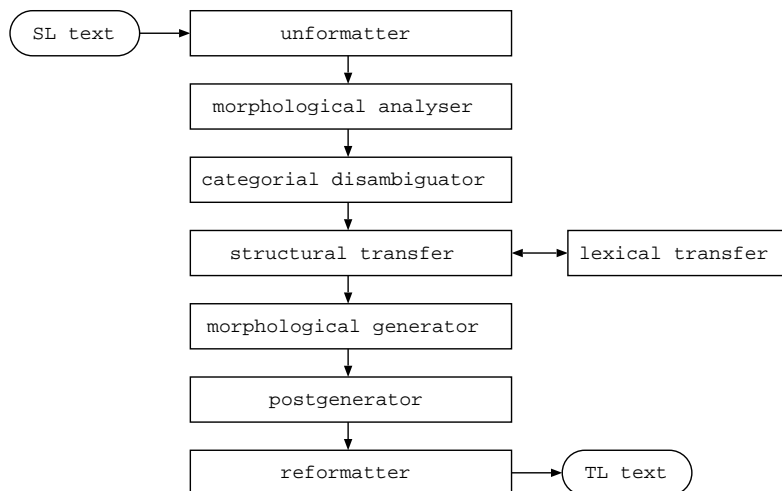 SL text
unformatter
morphological analyser
categorial disambiguator
structural transfer
lexical transfer
morphological generator
postgenerator
reformatter
TL text